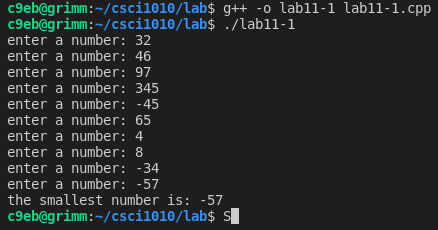 c9eb@grimm:~/csci1010/lab$ g++ -o lab11-1 lab11-1.cpp
c9eb@grimm:~/csci1010/lab$ ./lab11-1
enter a number: 32
enter a number: 46
enter a number: 97
enter a number: 345
enter a number: -45
enter a number: 65
enter a number: 4
enter a number: 8
enter a number: -34
enter a number: -57
the smallest number is: -57
c9eb@grimm:~/csci1010/lab$ S